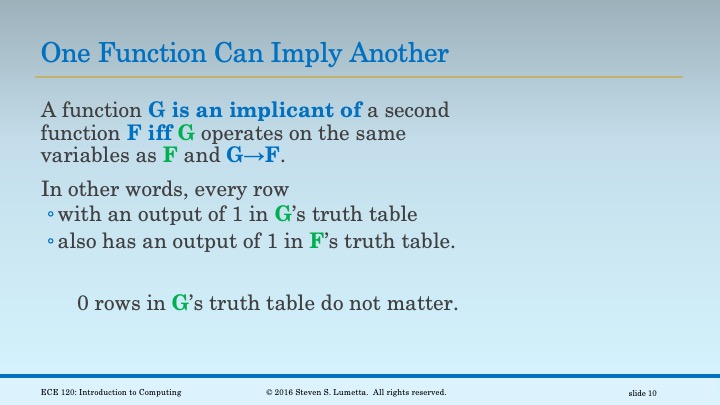 One Function Can Imply Another
A function G is an implicant of a second
function F iff G operates on the same
variables as F and G→F.
In other words, every row
◦with an output of 1 in G’s truth table
◦also has an output of 1 in F’s truth table.
0 rows in G’s truth table do not matter.
ECE 120: Introduction to Computing
© 2016 Steven S. Lumetta. All rights reserved.
slide 10